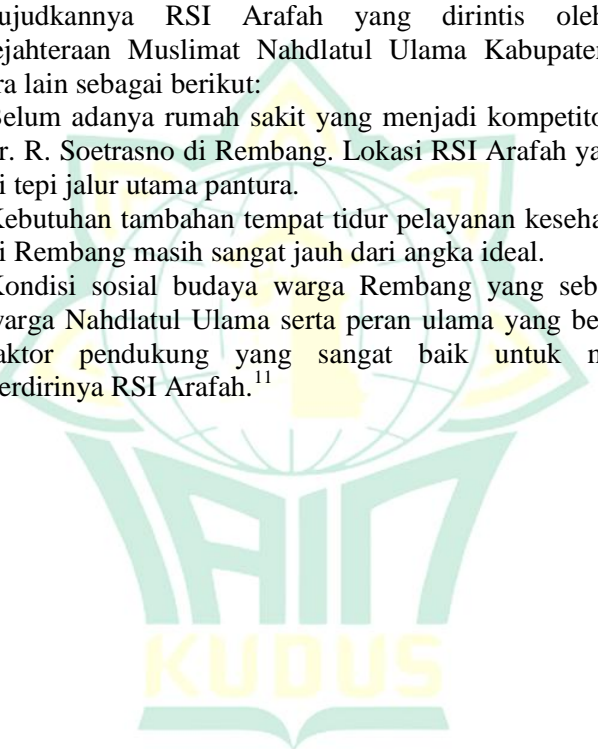 ujudkannya RSI Arafah yang dirintis oleh
ejahteraan Muslimat Nahdlatul Ulama Kabupaten
ra lain sebagai berikut:
Belum adanya rumah sakit yang menjadi kompetito
r. R. Soetrasno di Rembang. Lokasi RSI Arafah ya
i tepi jalur utama pantura.
Kebutuhan tambahan tempat tidur pelayanan keseha
i Rembang masih sangat jauh dari angka ideal.
Kondisi sosial budaya warga Rembang yang seb
warga Nahdlatul Ulama serta peran ulama yang be
aktor pendukung yang sangat baik untuk m
erdirinya RSI Arafah.11
IAIN
KUDUS